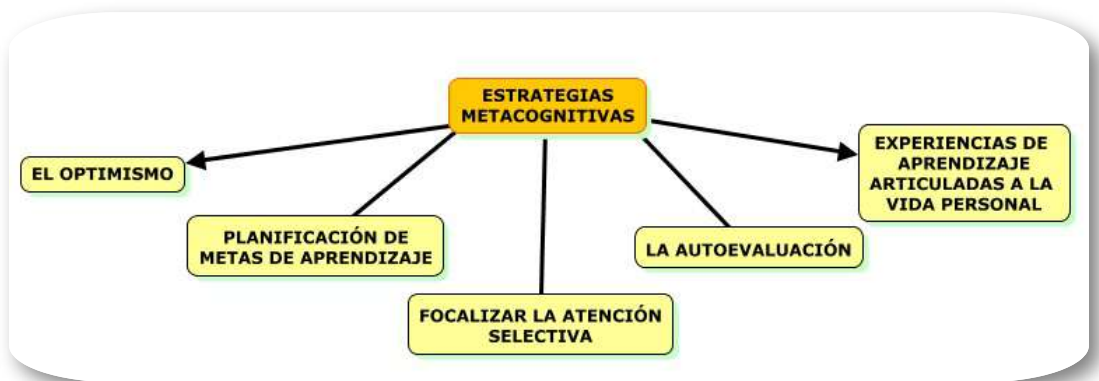 ESTRATEGIAS
METACOGNITIVAS
EL OPTIMISMO
PLANIFICACIÓN DE
METAS DE APRENDIZAJE
FOCALIZAR LA ATENCIÓN
SELECTIVA
LA AUTOEVALUACIÓN
EXPERIENCIAS DE
APRENDIZAJE
ARTICULADAS A LA
VIDA PERSONAL